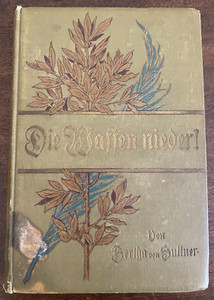 Die Waffen nieder!
Von
Bertha von Suttner.